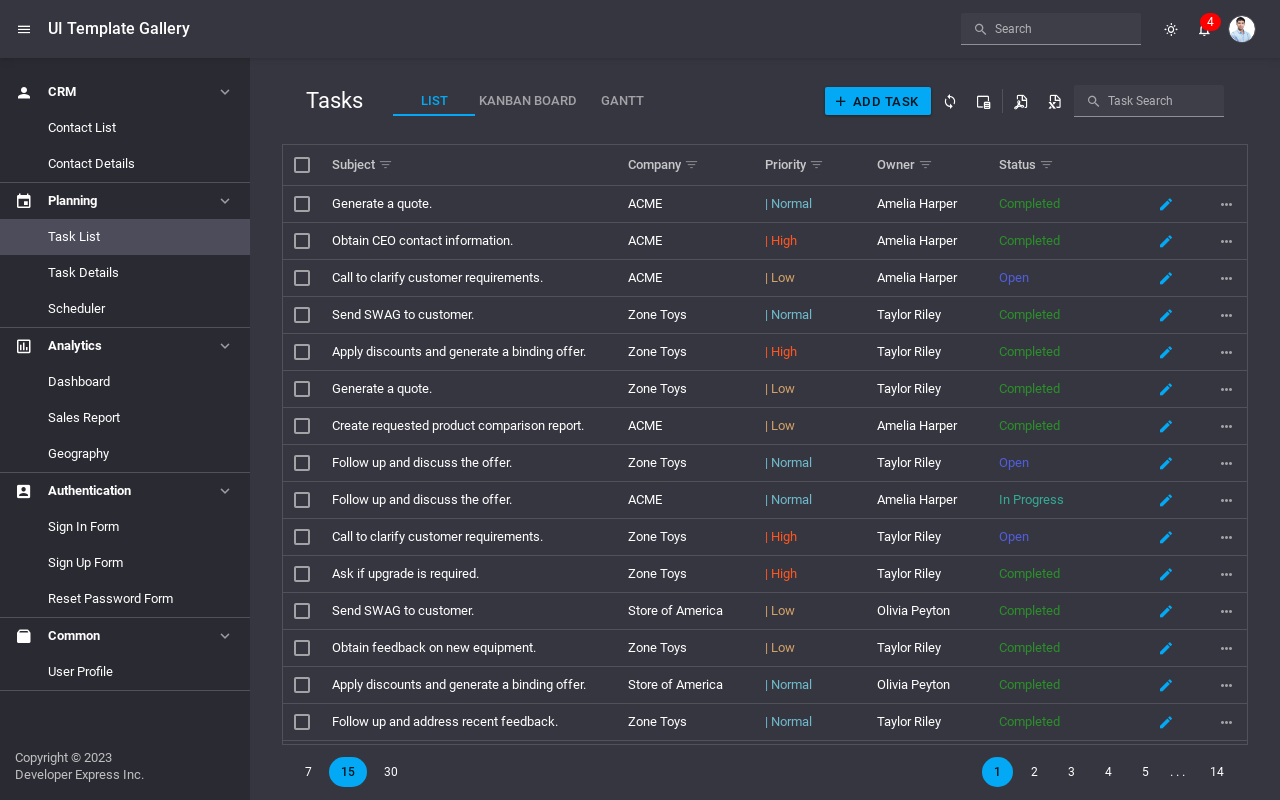 UI Template Gallery
Search
4
CRM
Contact List
Contact Details
Planning
Task List
Task Details
Scheduler
Analytics
Dashboard
Sales Report
Geography
Authentication
Sign In Form
Sign Up Form
Reset Password Form
Common
User Profile
Copyright © 2023
Developer Express Inc.
Tasks LIST KANBAN BOARD GANTT ADD TASK Task Search
Subject Company Priority Owner Status
Generate a quote. ACME | Normal Amelia Harper Completed
Obtain CEO contact information. ACME | High Amelia Harper Completed
Call to clarify customer requirements. ACME | Low Amelia Harper Open
Send SWAG to customer. Zone Toys | Normal Taylor Riley Completed
Apply discounts and generate a binding offer. Zone Toys | High Taylor Riley Completed
Generate a quote. Zone Toys | Low Taylor Riley Completed
Create requested product comparison report. ACME | Low Amelia Harper Completed
Follow up and discuss the offer. Zone Toys | Normal Taylor Riley Open
Follow up and discuss the offer. ACME | Normal Amelia Harper In Progress
Call to clarify customer requirements. Zone Toys | High Taylor Riley Open
Ask if upgrade is required. Zone Toys | High Taylor Riley Completed
Send SWAG to customer. Store of America | Low Olivia Peyton Completed
Obtain feedback on new equipment. Zone Toys | Low Taylor Riley Completed
Apply discounts and generate a binding offer. Store of America | Normal Olivia Peyton Completed
Follow up and address recent feedback. Zone Toys | Normal Taylor Riley Completed
7 15 30 1 2 3 4 5 . . . 14